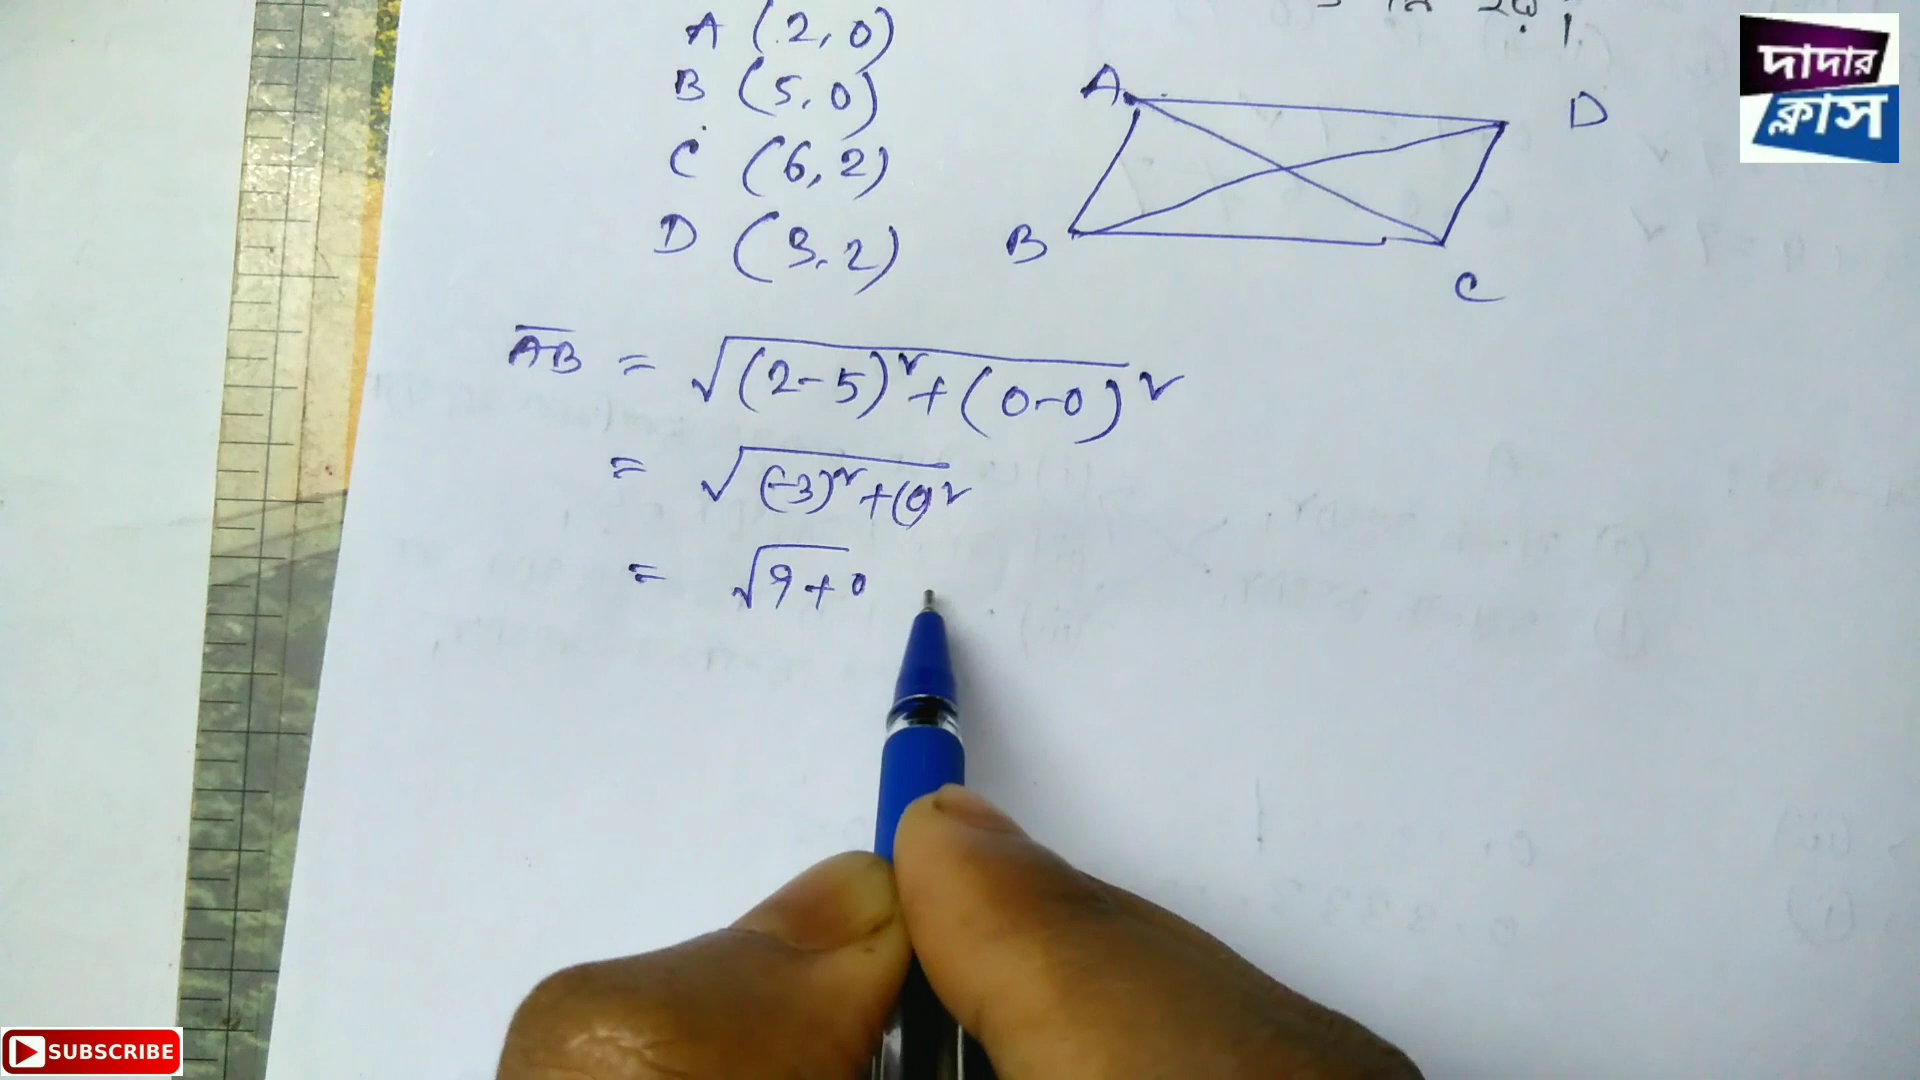 A (2, 0)
B (5, 0)
C (6, 2)
D (3, 2)
A
D
B
C
দাদার
ক্লাস
AB = √(2-5)² + (0-0)²
= √(-3)² + (0)²
= √9+0
SUBSCRIBE